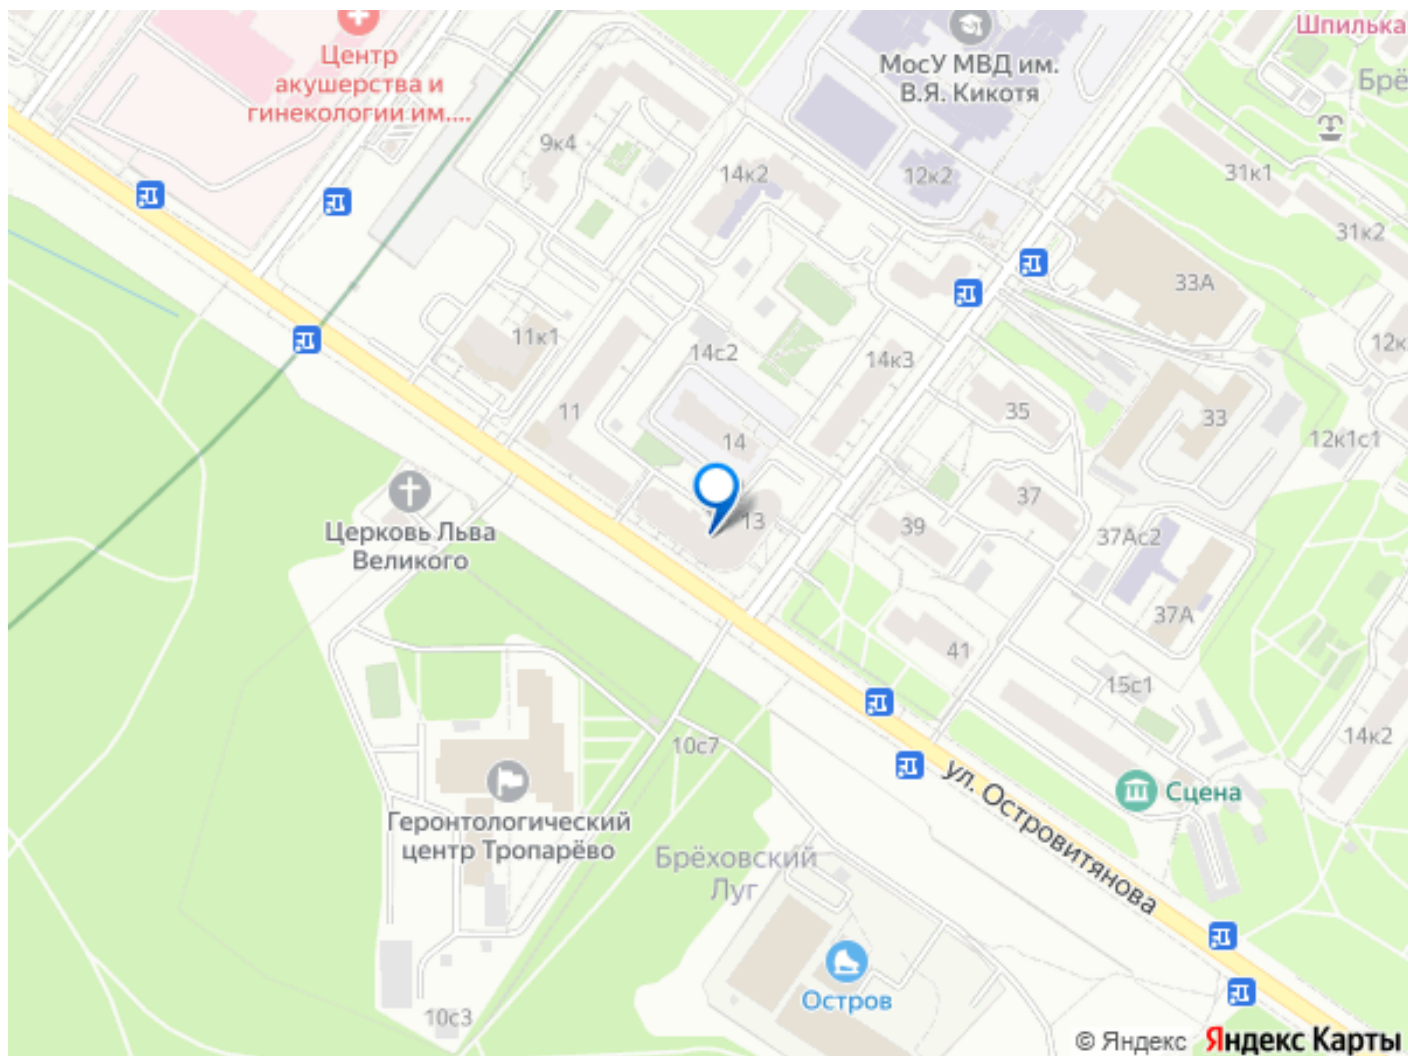 Шпилька
Центр
акушерства и
гинекологии им....
МосУ МВД им.
В.Я. Кикотя
Брё
9к4
14к2
12к2
31к1
31к2
33А
11к1
14с2
14к3
12к
11
35
33
14
12к1с1
37
13
39
37Ас2
Церковь Льва
Великого
37А
41
15с1
10с7
14к2
ул. Островитянова
Сцена
Геронтологический
центр Тропарёво
Брёховский
Луг
Остров
10с3
© Яндекс Яндекс Карты